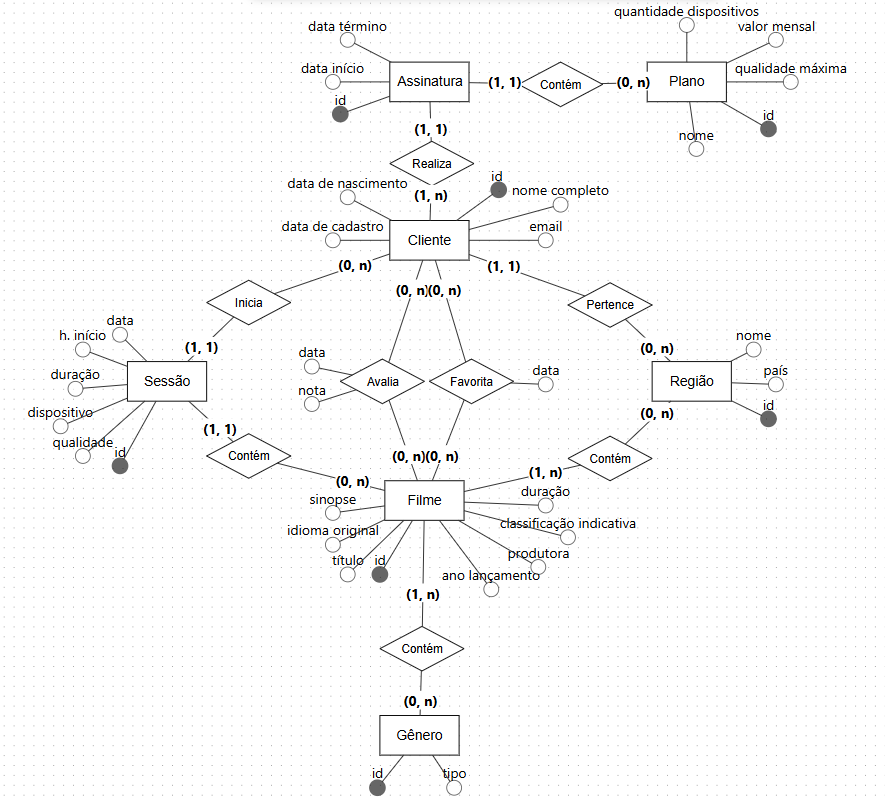 quantidade dispositivos
data término
valor mensal
data início
Assinatura
(1, 1)
Contêm
(0, n)
Plano
qualidade máxima
id
id
(1, 1)
nome
Realiza
id
data de nascimento
(1, n)
nome completo
data de cadastro
Cliente
email
(0, n)
(1, 1)
(0, n)
(0, n)
Inicia
Pertence
data
h. início
(1, 1)
(0, n)
nome
data
data
país
duração
Sessão
Avalia
Favorita
Região
nota
dispositivo
id
(0, n)
(1, 1)
qualidade
id
Contêm
(0, n)
(0, n)
Contêm
(1, n)
(0, n)
duração
sinopse
Filme
idioma original
classificação indicativa
título
id
produtora
ano lançamento
(1, n)
Contêm
(0, n)
Gênero
id
tipo